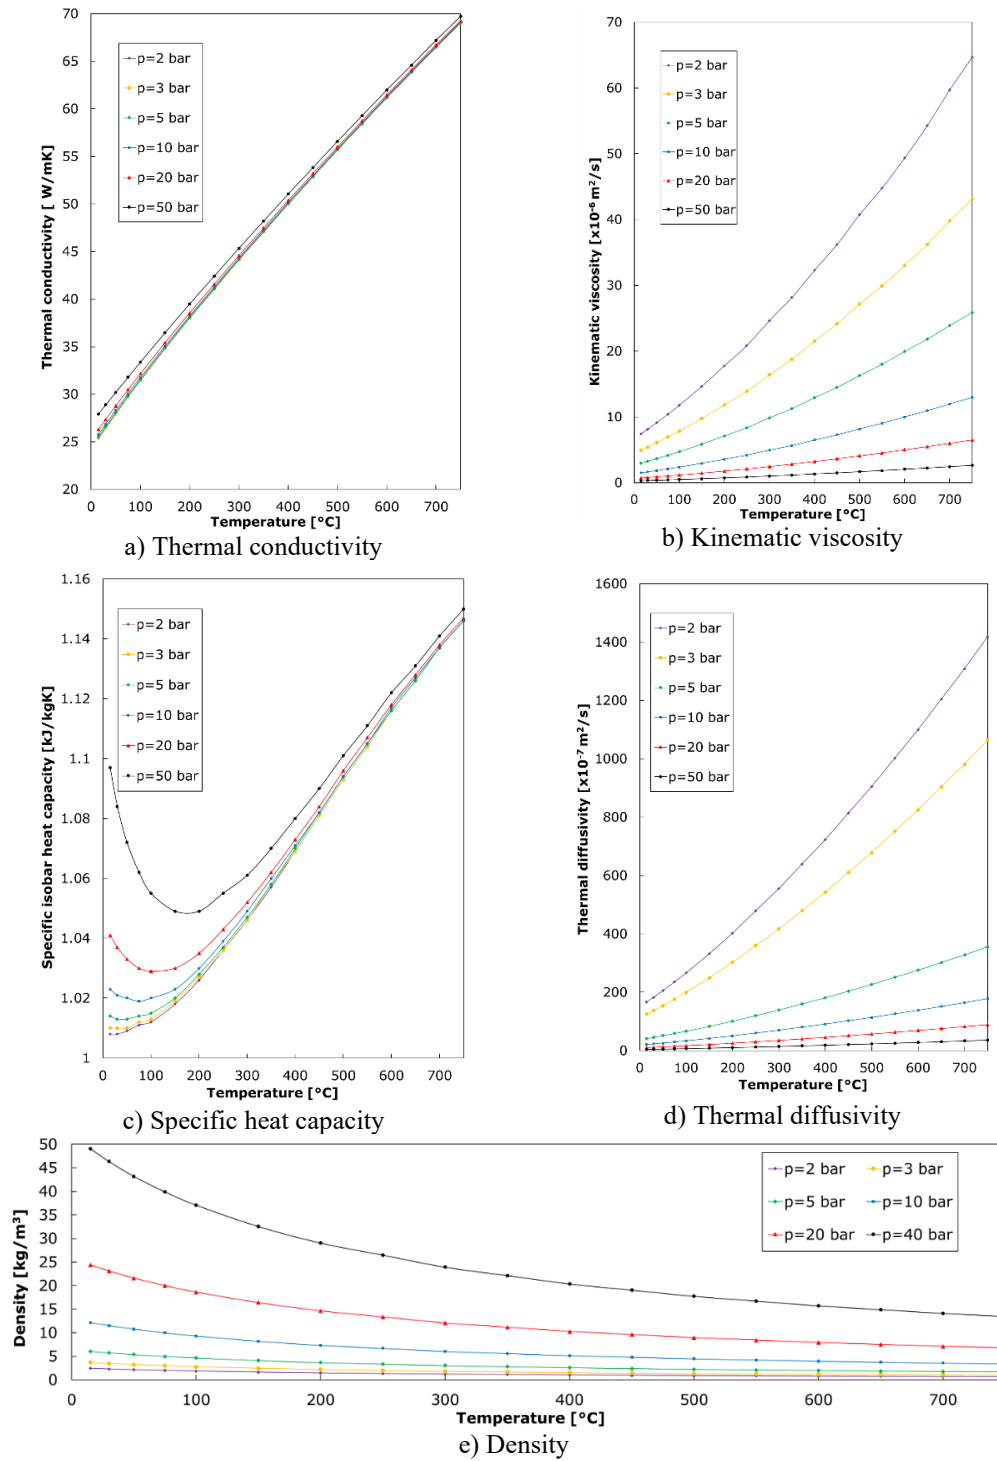 Thermal conductivity [ W/mK]
70
65
60
55
50
45
40
35
30
25
20
p=2 bar
p=3 bar
p=5 bar
p=10 bar
p=20 bar
p=50 bar
0 100 200 300 400 500 600 700
Temperature [°C]
a) Thermal conductivity
Kinematic viscosity [x10⁻⁶ m²/s]
70
60
50
40
30
20
10
0
p=2 bar
p=3 bar
p=5 bar
p=10 bar
p=20 bar
p=50 bar
0 100 200 300 400 500 600 700
Temperature [°C]
b) Kinematic viscosity
Specific isobar heat capacity [kJ/kgK]
1.16
1.14
1.12
1.1
1.08
1.06
1.04
1.02
1
p=2 bar
p=3 bar
p=5 bar
p=10 bar
p=20 bar
p=50 bar
0 100 200 300 400 500 600 700
Temperature [°C]
c) Specific heat capacity
Thermal diffusivity [x10⁻⁷ m²/s]
1600
1400
1200
1000
800
600
400
200
0
p=2 bar
p=3 bar
p=5 bar
p=10 bar
p=20 bar
p=50 bar
0 100 200 300 400 500 600 700
Temperature [°C]
d) Thermal diffusivity
Density [kg/m³]
50
45
40
35
30
25
20
15
10
5
0
p=2 bar p=3 bar
p=5 bar p=10 bar
p=20 bar p=40 bar
0 100 200 300 400 500 600 700
Temperature [°C]
e) Density